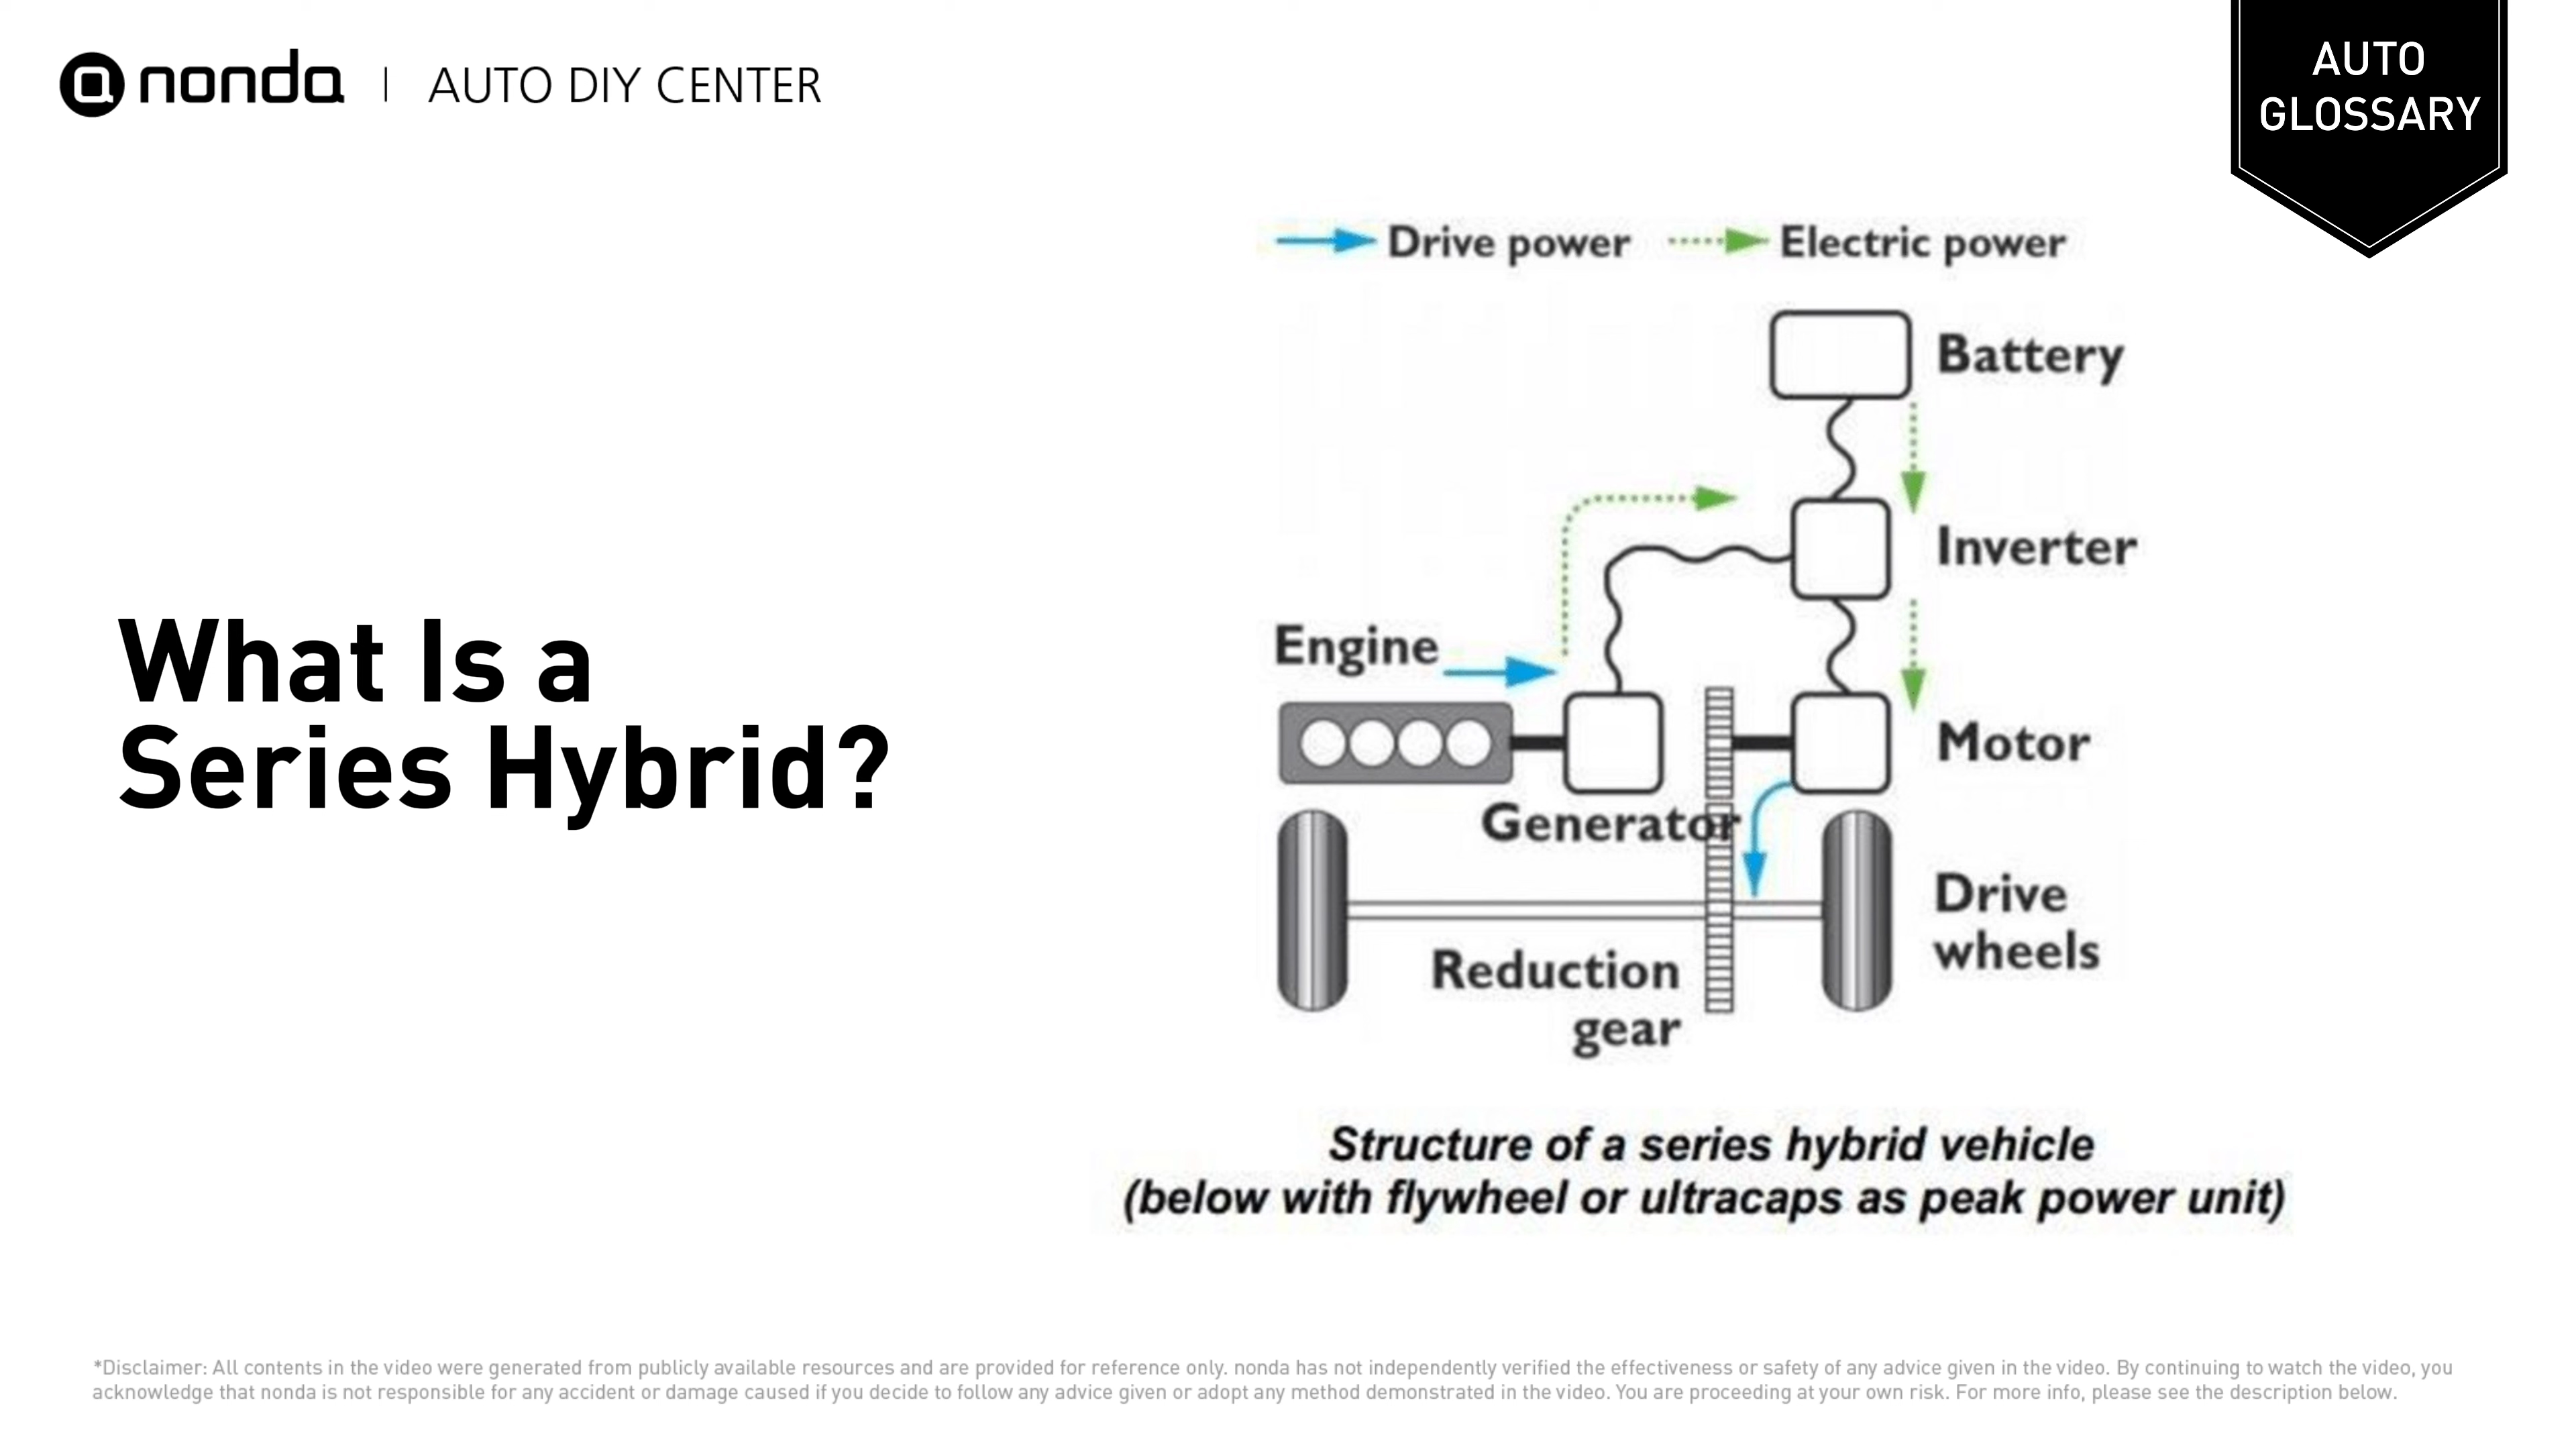 nonda | AUTO DIY CENTER
AUTO
GLOSSARY
Drive power
Electric power
Battery
Inverter
Engine
Motor
Generator
Drive
wheels
Reduction
gear
What Is a
Series Hybrid?
Structure of a series hybrid vehicle
(below with flywheel or ultracaps as peak power unit)
*Disclaimer: All contents in the video were generated from publicly available resources and are provided for reference only. nonda has not independently verified the effectiveness or safety of any advice given in the video. By continuing to watch the video, you
acknowledge that nonda is not responsible for any accident or damage caused if you decide to follow any advice given or adopt any method demonstrated in the video. You are proceeding at your own risk. For more info, please see the description below.